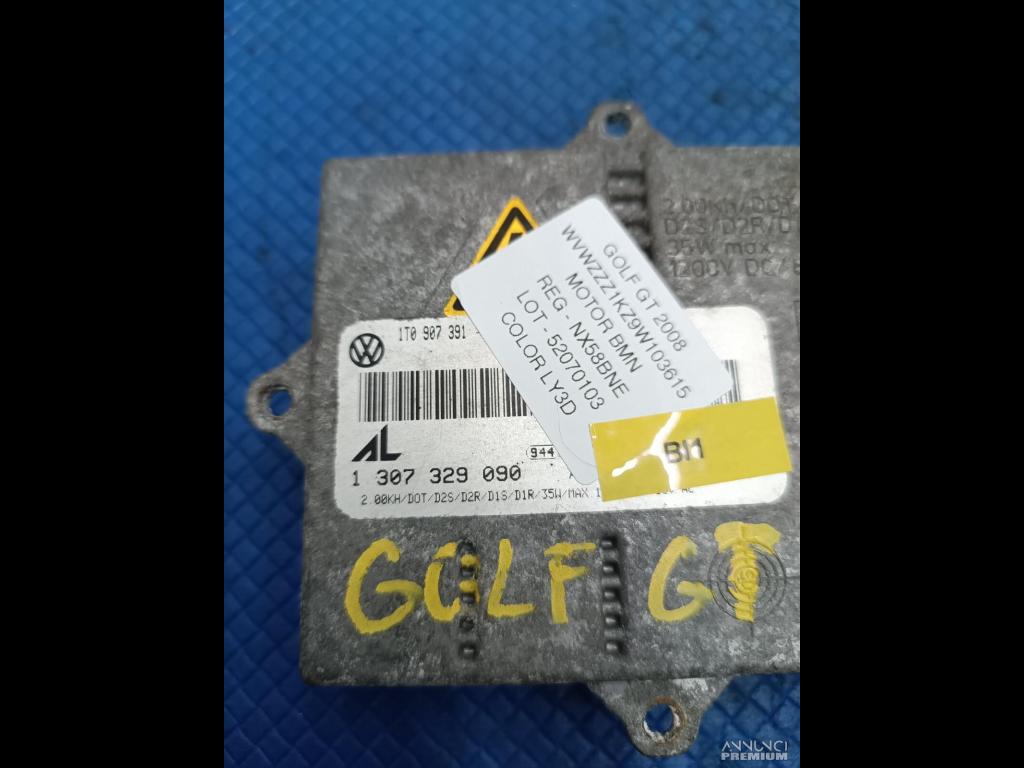 2.00KH/DOT
D2S/D2R/D
35W max
1200V DC/
GOLF GT 2008
WVWZZZ1KZ9W103615
MOTOR BMN
REG - NX58BNE
LOT - 52070103
COLOR LY3D
1T0 907 391
AL
944
1 307 329 090
2.00KH/DOT/D2S/D2R/D1S/D1R/35W/MAX
BI1
GOLF GT
ANNUNCI
PREMIUM